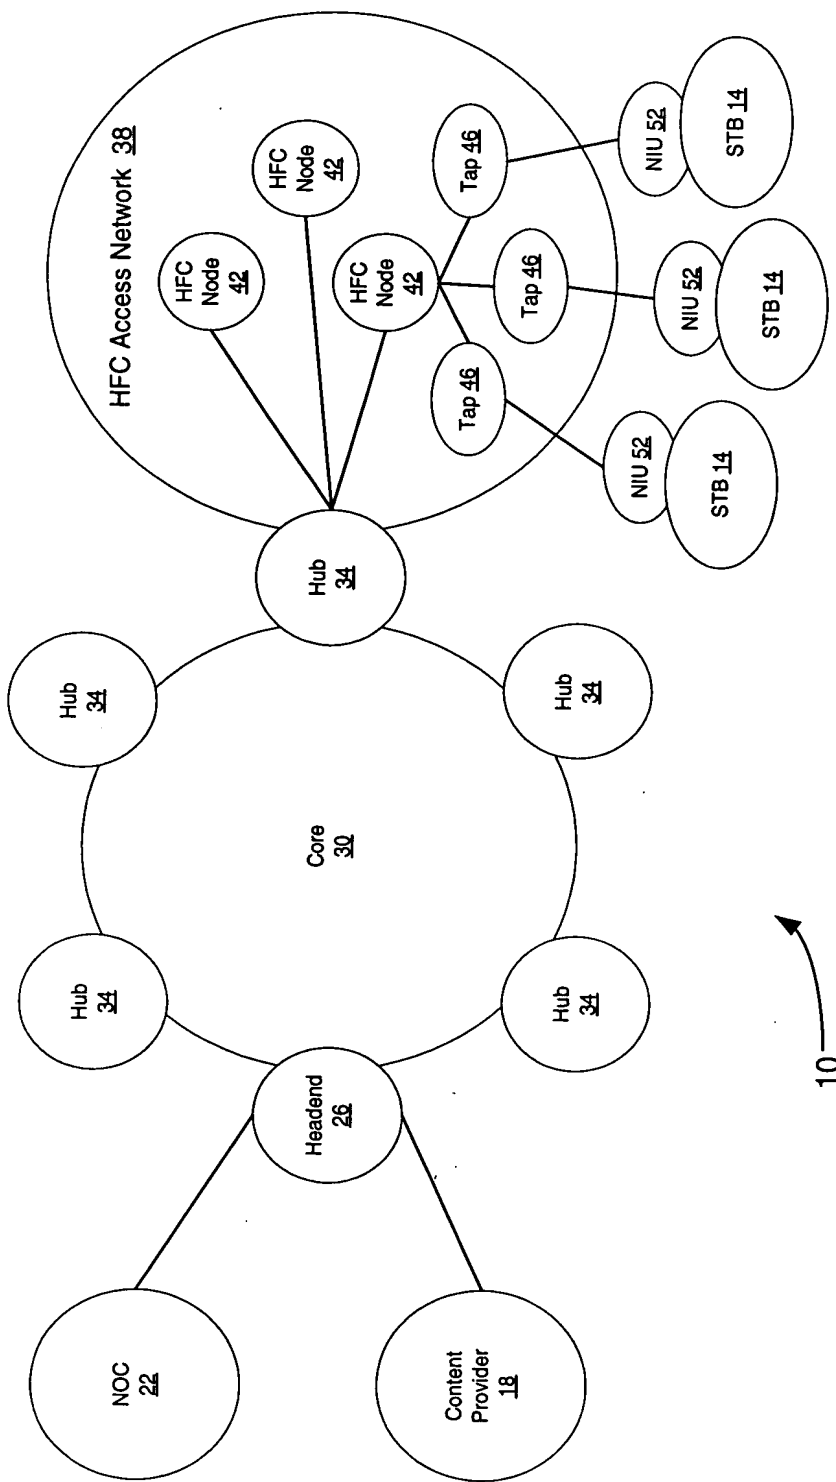 HFC Access Network 38
HFC
Node
42
HFC
Node
42
HFC
Node
42
Tap 46
Tap 46
Tap 46
NIU 52
STB 14
NIU 52
STB 14
NIU 52
STB 14
Hub
34
Hub
34
Hub
34
Hub
34
Hub
34
Core
30
Headend
26
NOC
22
Content
Provider
18
10